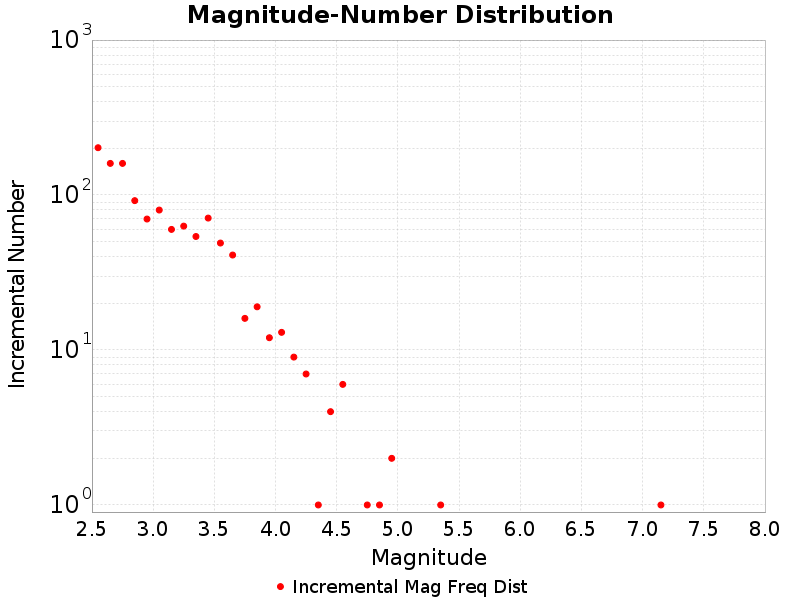 Magnitude-Number Distribution
10³
10²
10¹
10⁰
Incremental Number
2.5 3.0 3.5 4.0 4.5 5.0 5.5 6.0 6.5 7.0 7.5 8.0
Magnitude
Incremental Mag Freq Dist